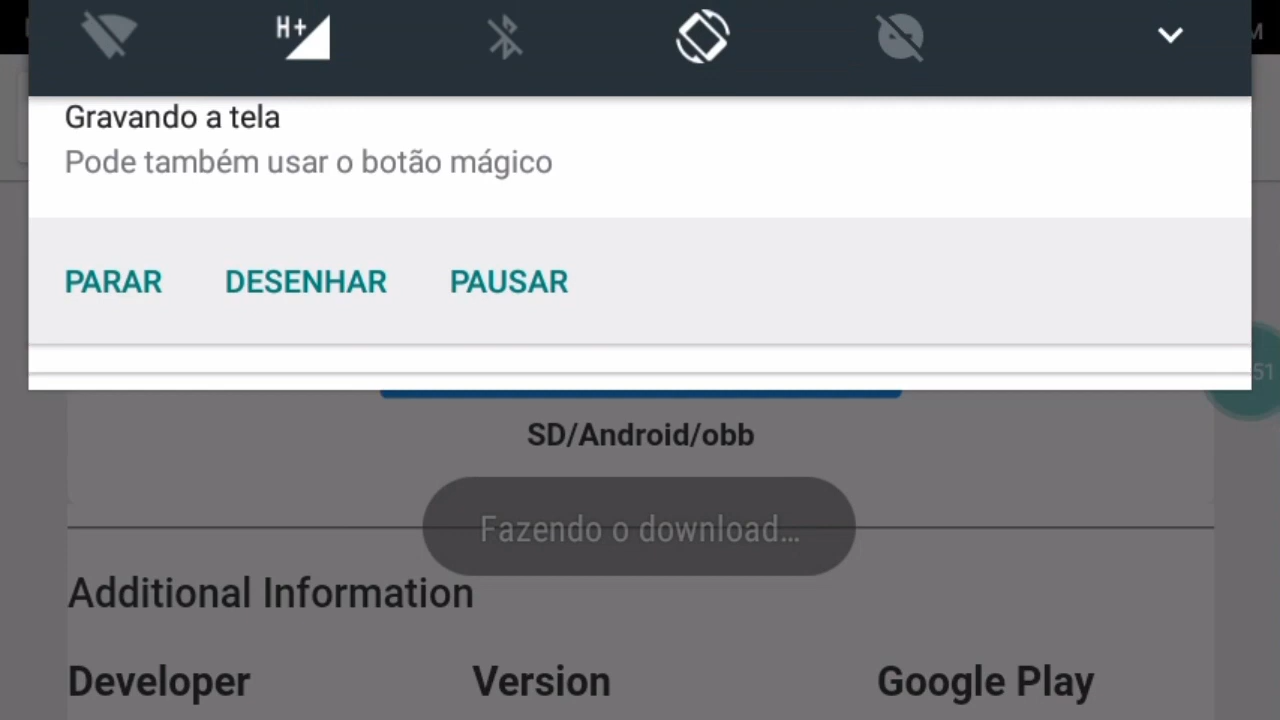 H+
M
Gravando a tela
Pode também usar o botão mágico
PARAR DESENHAR PAUSAR
51
SD/Android/obb
Fazendo o download...
Additional Information
Developer Version Google Play